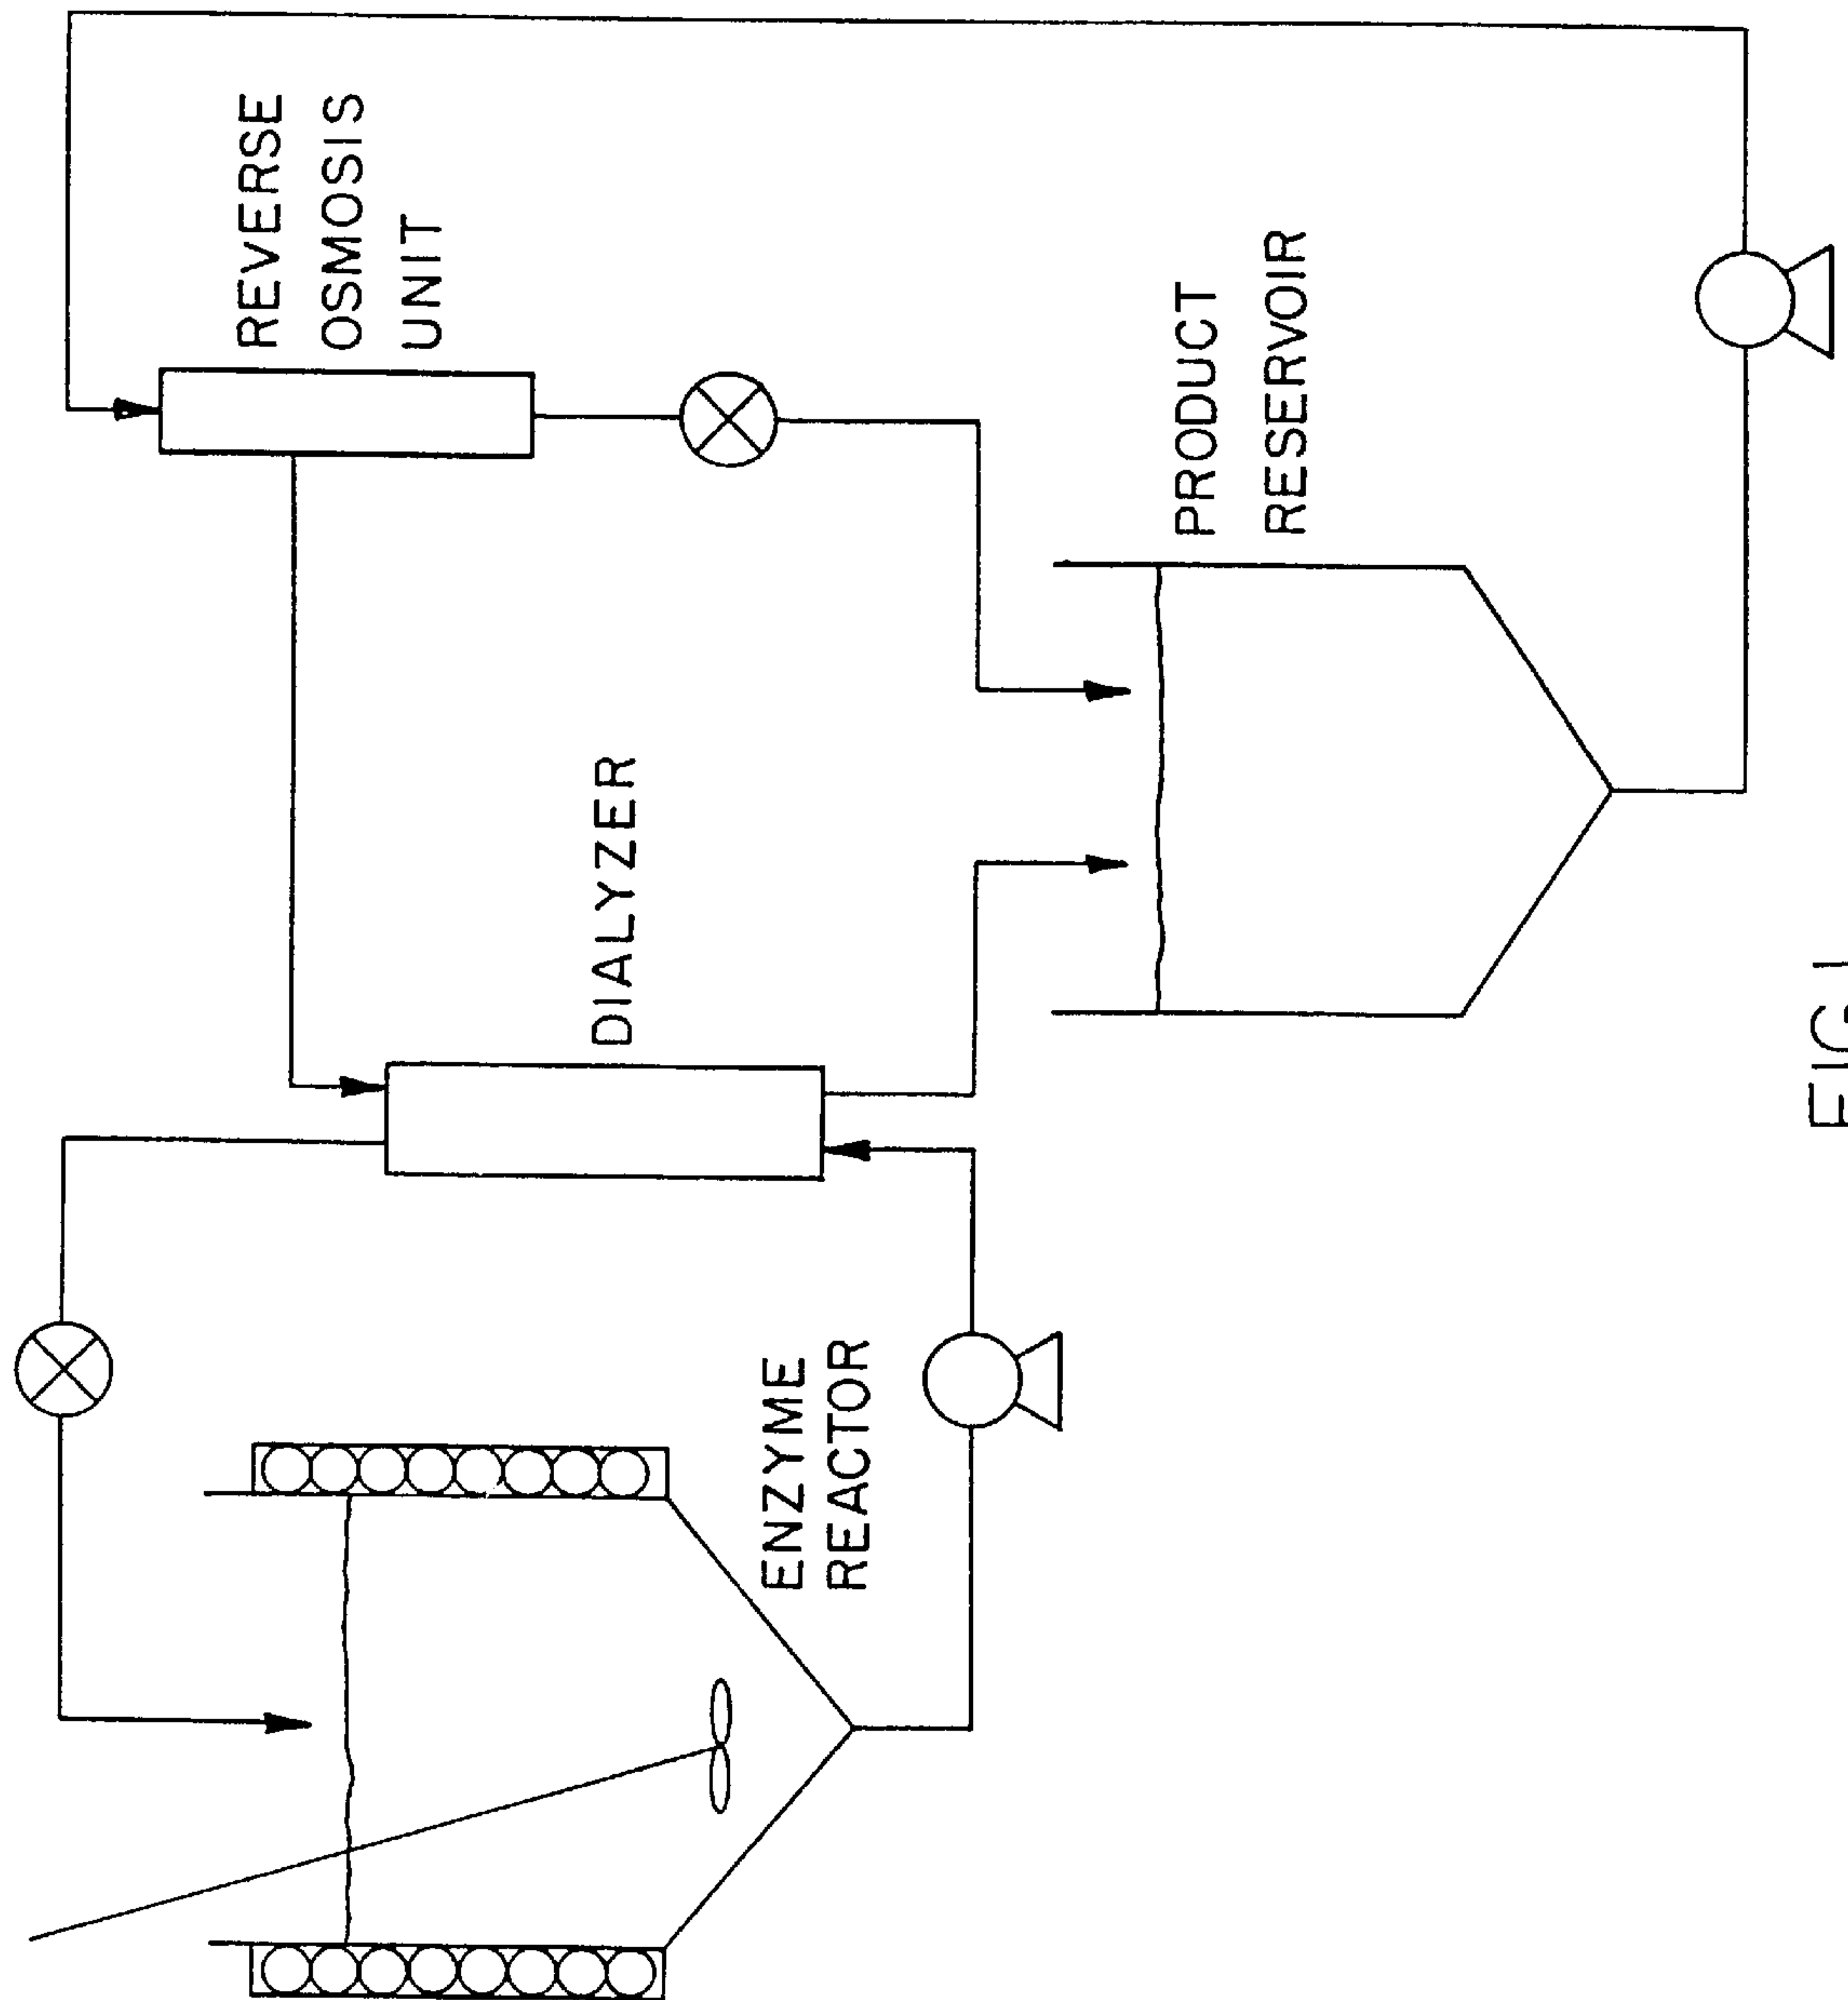 REVERSE
OSMOSIS
UNIT
DIALYZER
PRODUCT
RESERVOIR
ENZYME
REACTOR
FIG. 1